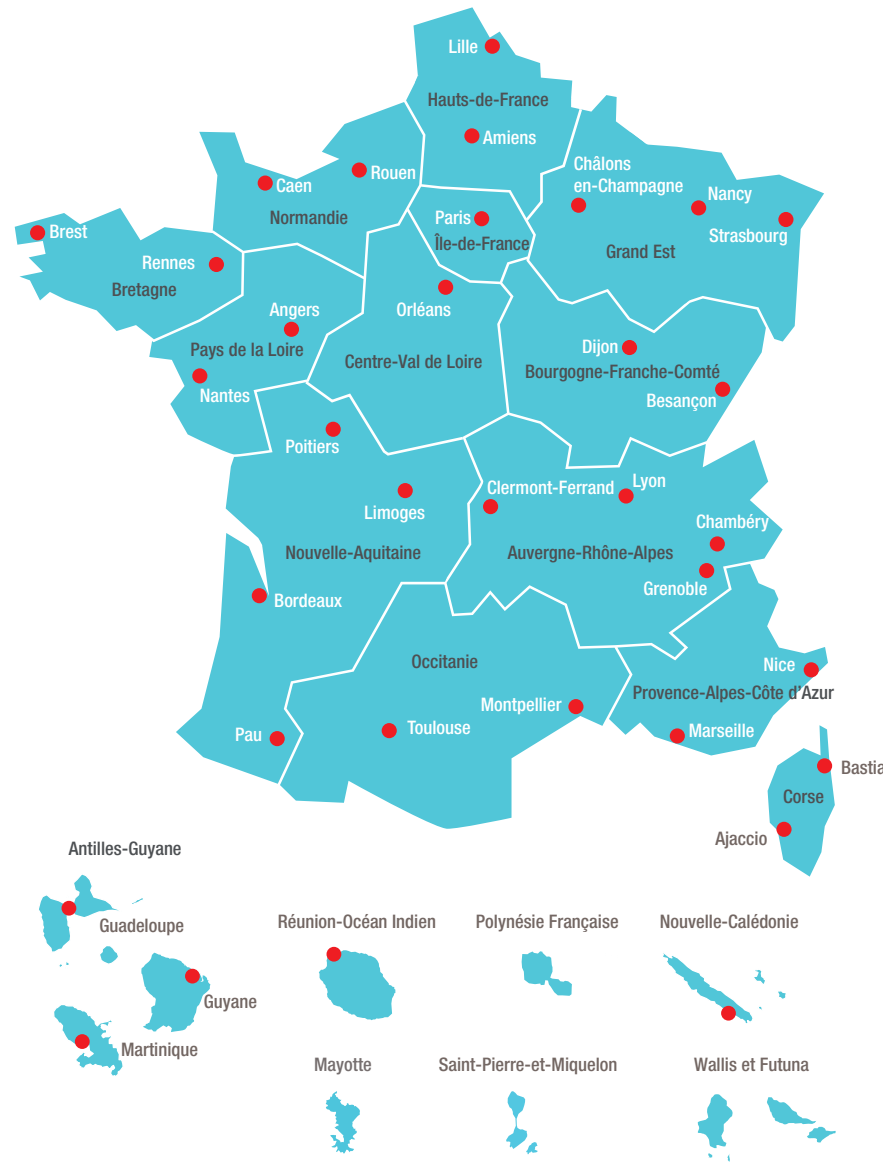 Lille
Hauts-de-France
Amiens
Rouen
Caen
Normandie
Châlons
en-Champagne
Nancy
Strasbourg
Grand Est
Paris
Île-de-France
Brest
Rennes
Bretagne
Angers
Pays de la Loire
Nantes
Orléans
Centre-Val de Loire
Dijon
Bourgogne-Franche-Comté
Besançon
Poitiers
Limoges
Nouvelle-Aquitaine
Bordeaux
Pau
Clermont-Ferrand
Lyon
Chambéry
Auvergne-Rhône-Alpes
Grenoble
Occitanie
Montpellier
Toulouse
Nice
Provence-Alpes-Côte d'Azur
Marseille
Bastia
Corse
Ajaccio
Antilles-Guyane
Guadeloupe
Guyane
Martinique
Réunion-Océan Indien
Polynésie Française
Nouvelle-Calédonie
Mayotte
Saint-Pierre-et-Miquelon
Wallis et Futuna